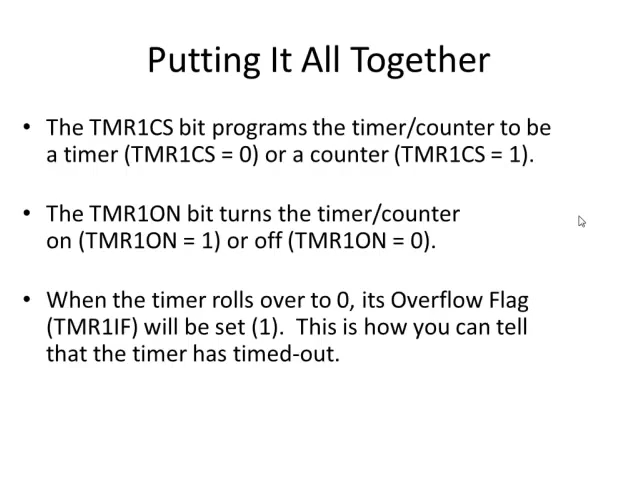 Putting It All Together
• The TMR1CS bit programs the timer/counter to be
a timer (TMR1CS = 0) or a counter (TMR1CS = 1).
• The TMR1ON bit turns the timer/counter
on (TMR1ON = 1) or off (TMR1ON = 0).
• When the timer rolls over to 0, its Overflow Flag
(TMR1IF) will be set (1).  This is how you can tell
that the timer has timed-out.